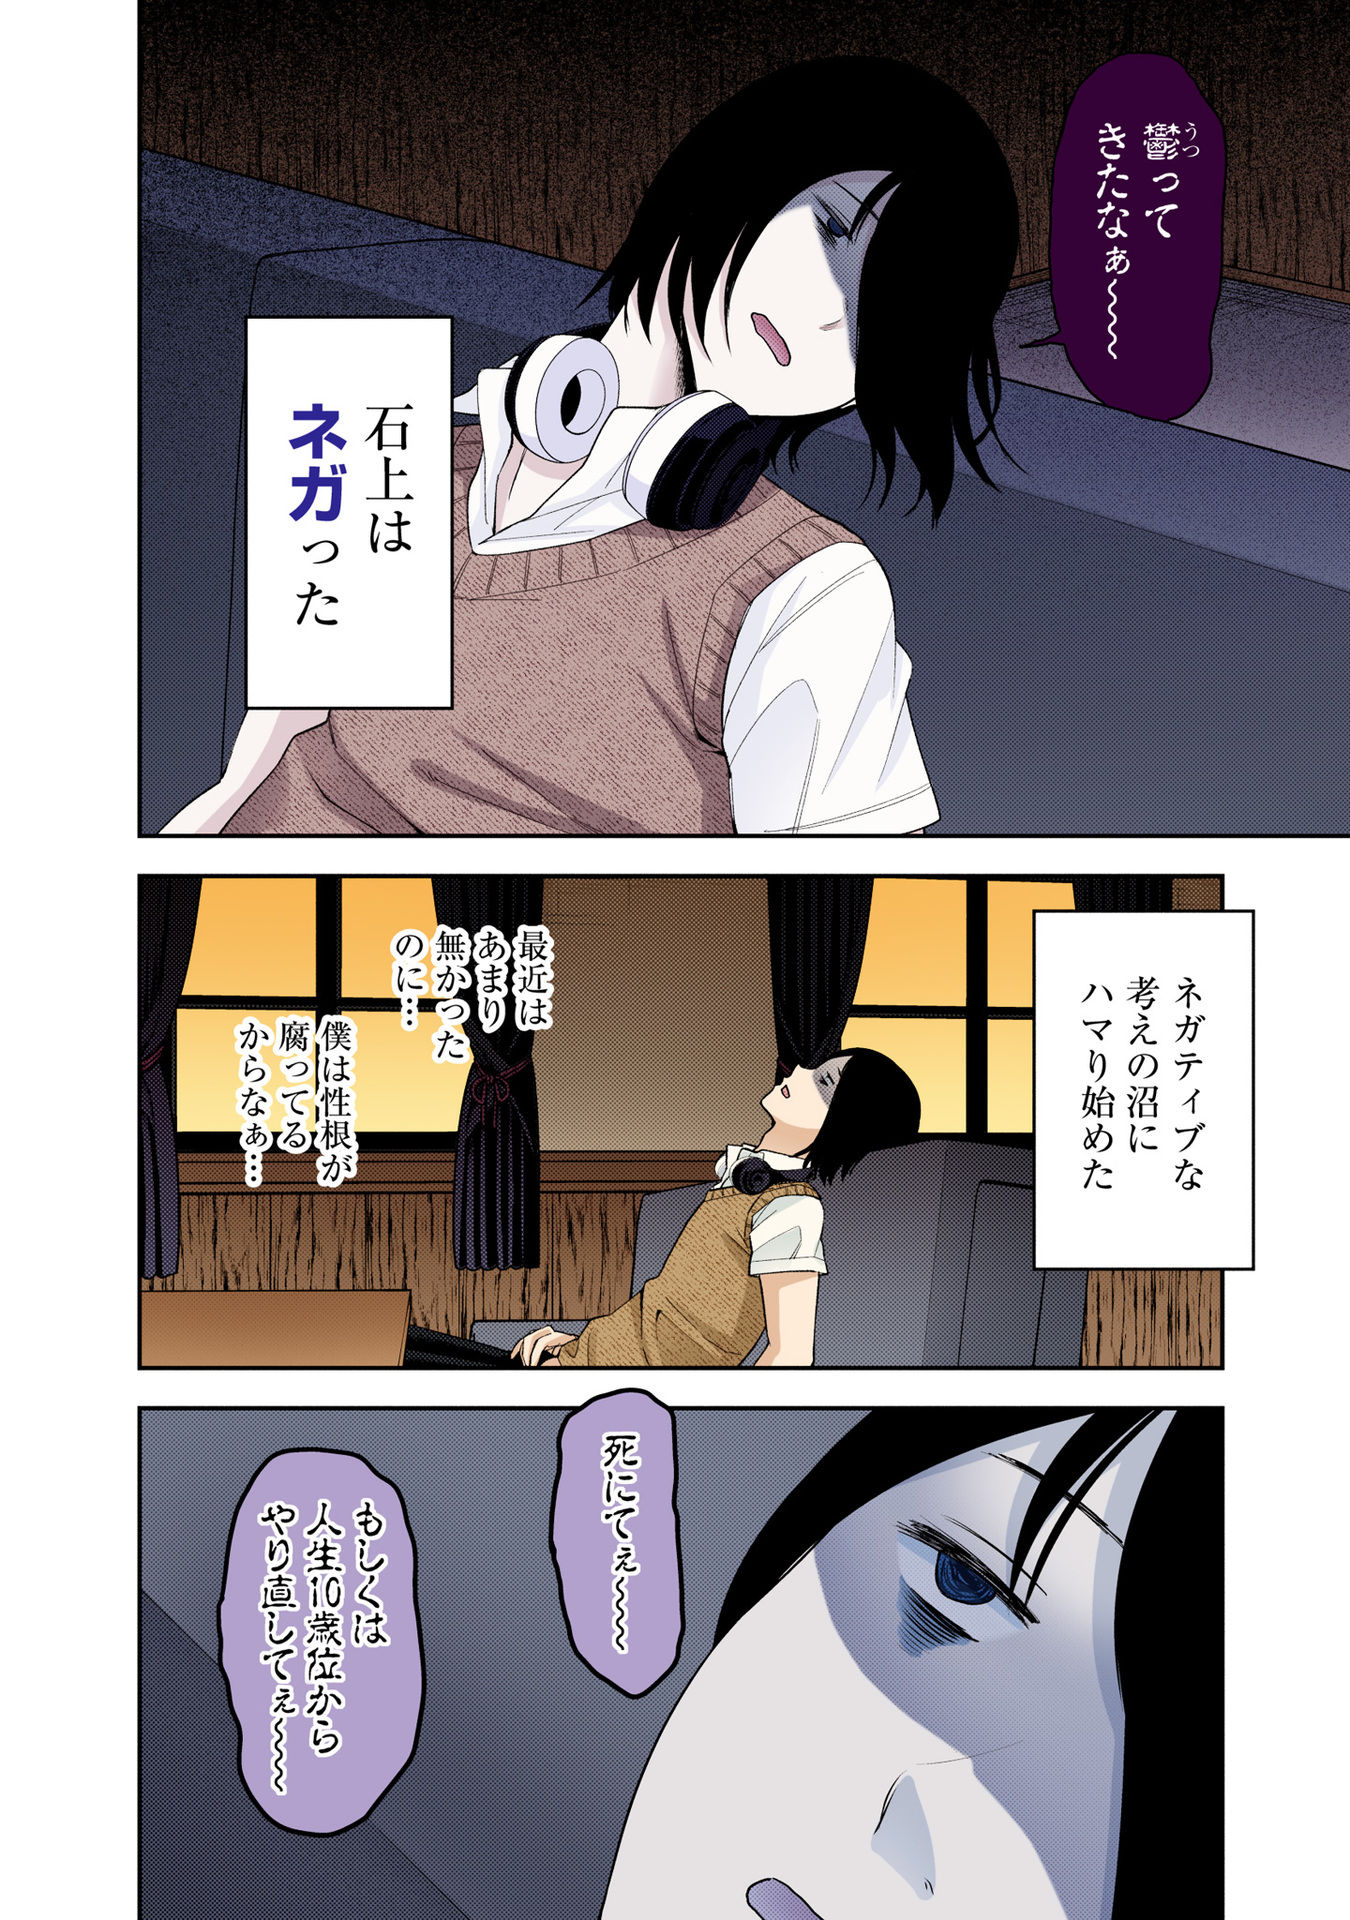 鬱って
うつ
きたなぁ〜〜〜〜
石上は
ネガった
ネガティブな
考えの沼に
ハマり始めた
最近は
あまり
無かった
のに…
僕は性根が
腐ってる
からなぁ…
死にてぇ〜〜〜
もしくは
人生10歳位から
やり直してぇ〜〜〜〜